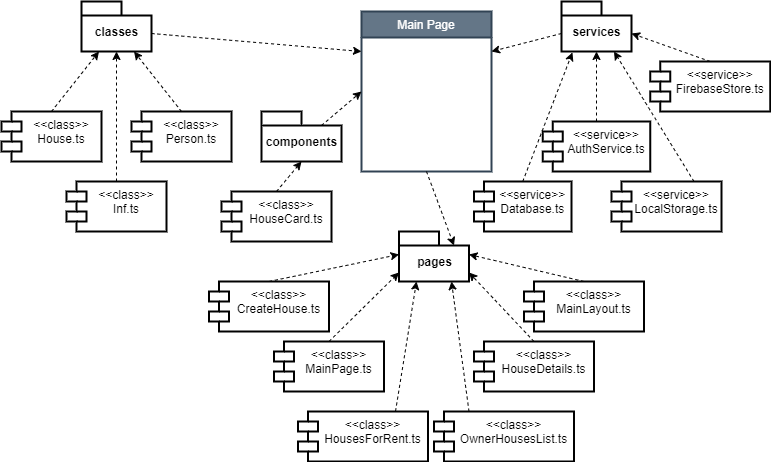 classes
Main Page
services
<<service>>
FirebaseStore.ts
<<class>>
House.ts
<<class>>
Person.ts
components
<<service>>
AuthService.ts
<<class>>
Inf.ts
<<class>>
HouseCard.ts
<<service>>
Database.ts
<<service>>
LocalStorage.ts
pages
<<class>>
CreateHouse.ts
<<class>>
MainLayout.ts
<<class>>
MainPage.ts
<<class>>
HouseDetails.ts
<<class>>
HousesForRent.ts
<<class>>
OwnerHousesList.ts